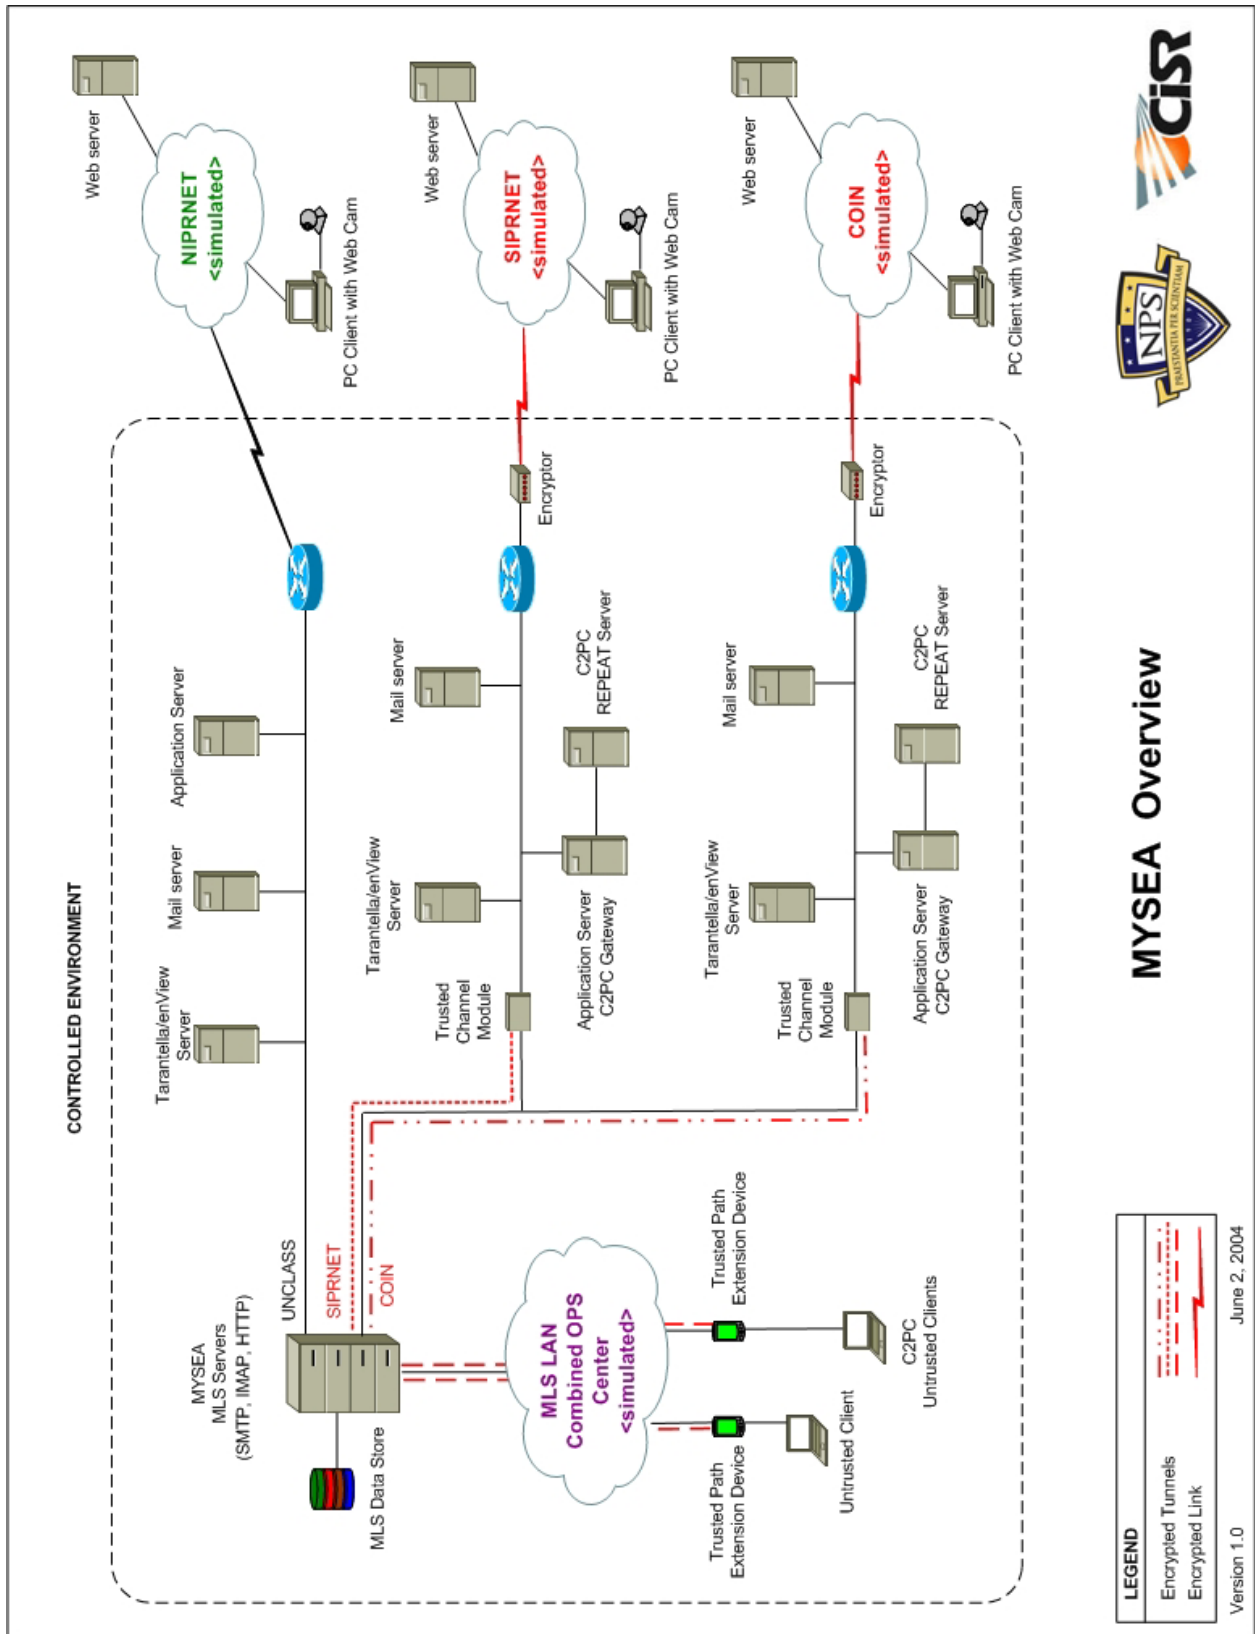 CONTROLLED ENVIRONMENT
MYSEA
MLS Servers
(SMTP, IMAP, HTTP)
MLS Data Store
UNCLASS
SIPRNET
COIN
Tarantella/enView
Server
Mail server
Application Server
Web server
NIPRNET
<simulated>
PC Client with Web Cam
Trusted
Channel
Module
Tarantella/enView
Server
Mail server
Application Server
C2PC Gateway
C2PC
REPEAT Server
Encryptor
Web server
SIPRNET
<simulated>
PC Client with Web Cam
Trusted
Channel
Module
Tarantella/enView
Server
Mail server
Application Server
C2PC Gateway
C2PC
REPEAT Server
Encryptor
Web server
COIN
<simulated>
PC Client with Web Cam
MLS LAN
Combined OPS
Center
<simulated>
Trusted Path
Extension Device
Untrusted Client
Trusted Path
Extension Device
C2PC
Untrusted Clients
LEGEND
Encrypted Tunnels
Encrypted Link
Version 1.0
June 2, 2004
MYSEA Overview
NPS
PRAESTANTIA PER SCIENTIAM
CISR